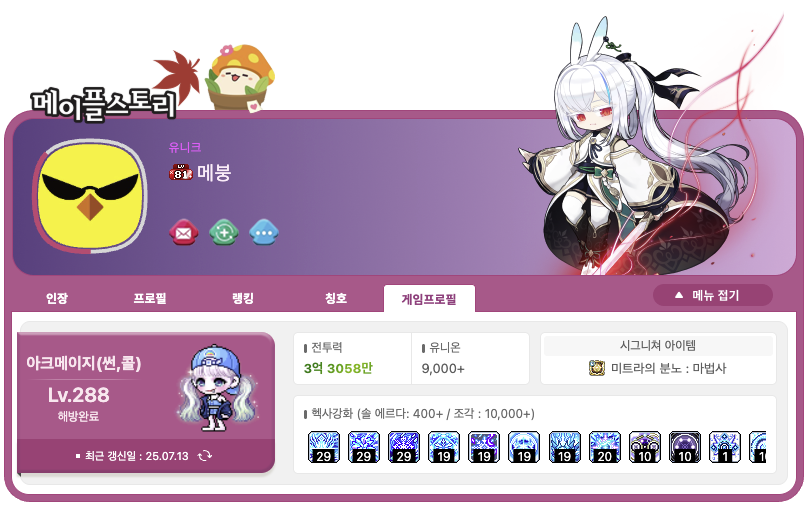 메이플스토리
유니크
LV
81 메붕
인장 프로필 랭킹 칭호 게임프로필 메뉴 접기
아크메이지(썬,콜)
Lv.288
해방완료
최근 갱신일 : 25.07.13
전투력
3억 3058만
유니온
9,000+
시그니쳐 아이템
미트라의 분노 : 마법사
헥사강화 (솔 에르다: 400+ / 조각 : 10,000+)
29 29 29 19 19 19 19 20 10 10 1